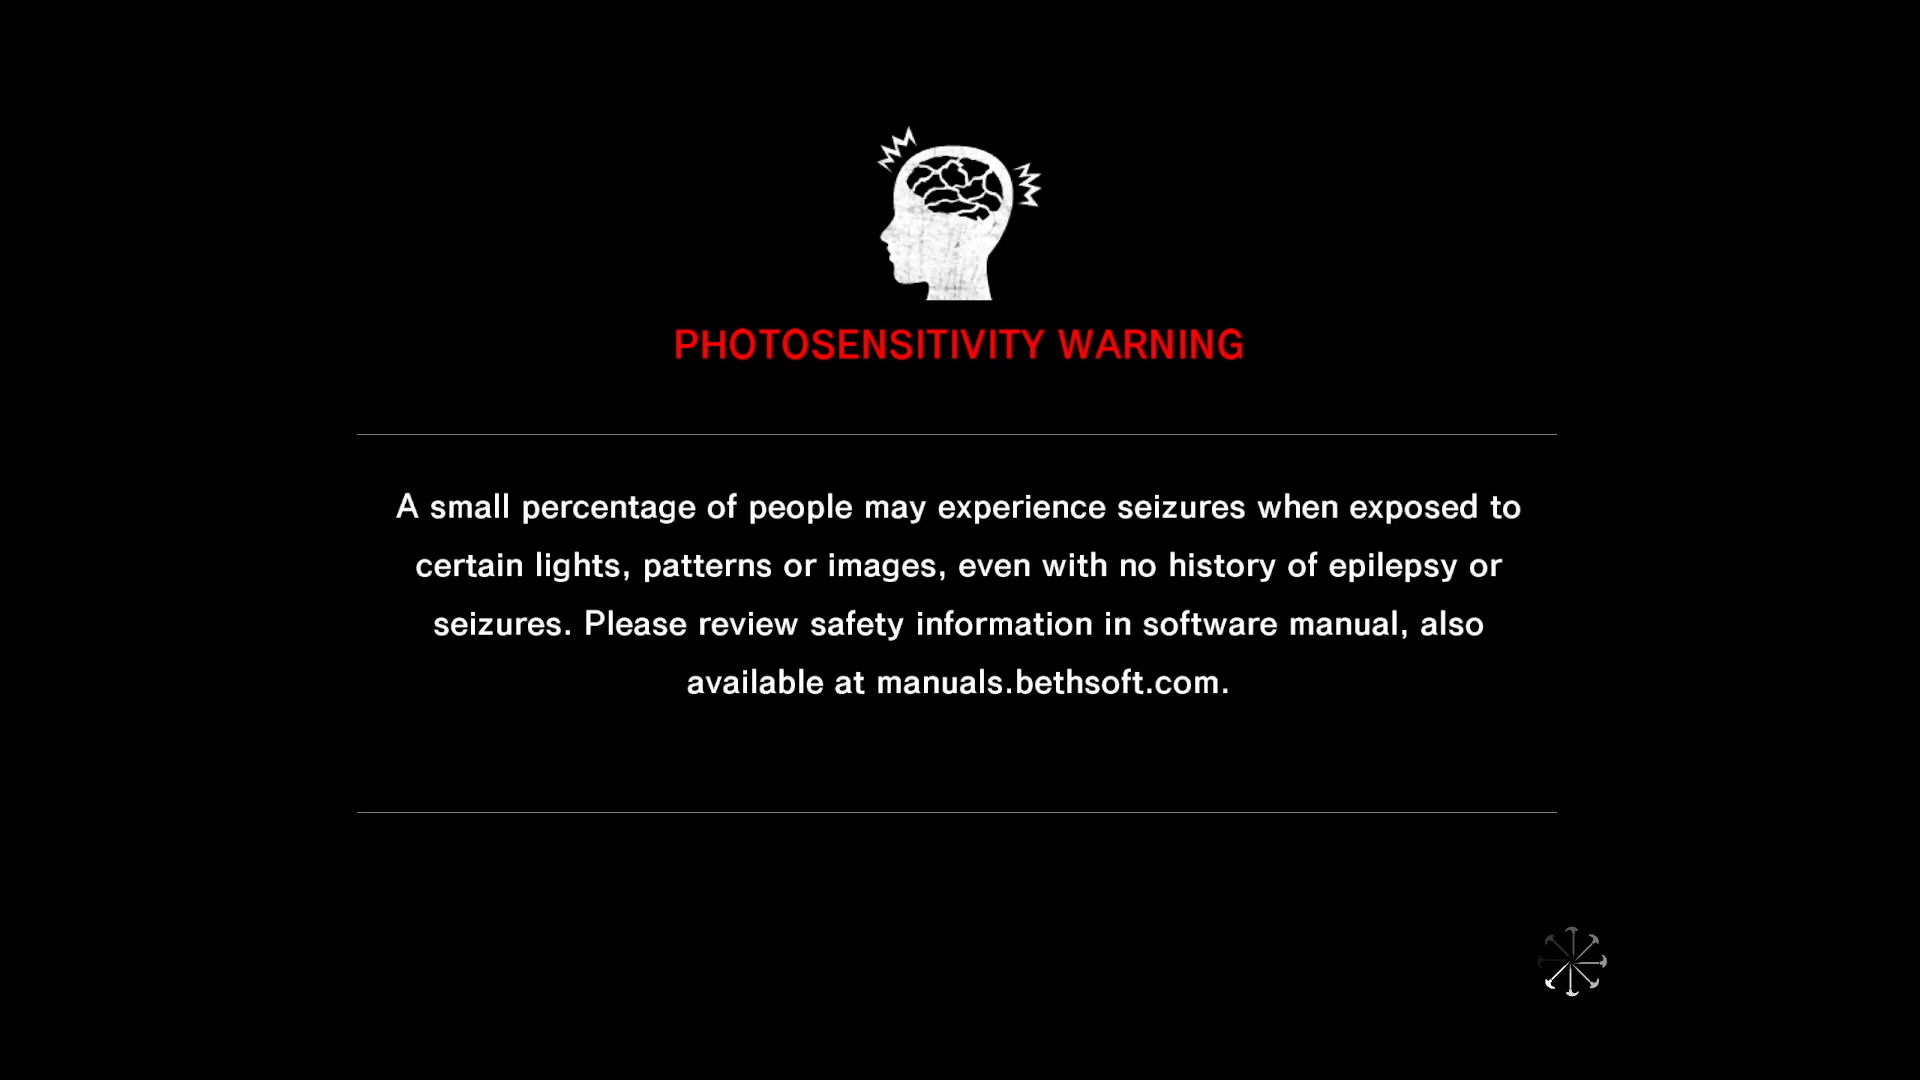 PHOTOSENSITIVITY WARNING
A small percentage of people may experience seizures when exposed to
certain lights, patterns or images, even with no history of epilepsy or
seizures. Please review safety information in software manual, also
available at manuals.bethsoft.com.